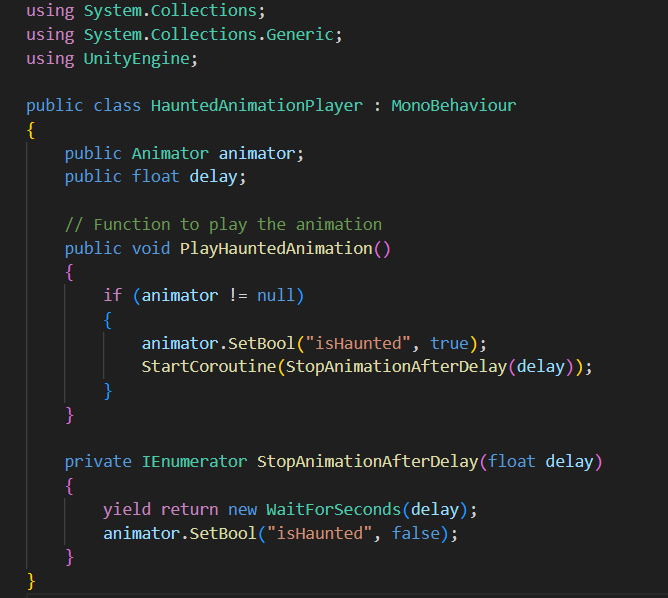 using System.Collections;
using System.Collections.Generic;
using UnityEngine;
public class HauntedAnimationPlayer : MonoBehaviour
{
public Animator animator;
public float delay;
// Function to play the animation
public void PlayHauntedAnimation()
{
if (animator != null)
{
animator.SetBool("isHaunted", true);
StartCoroutine(StopAnimationAfterDelay(delay));
}
}
private IEnumerator StopAnimationAfterDelay(float delay)
{
yield return new WaitForSeconds(delay);
animator.SetBool("isHaunted", false);
}
}